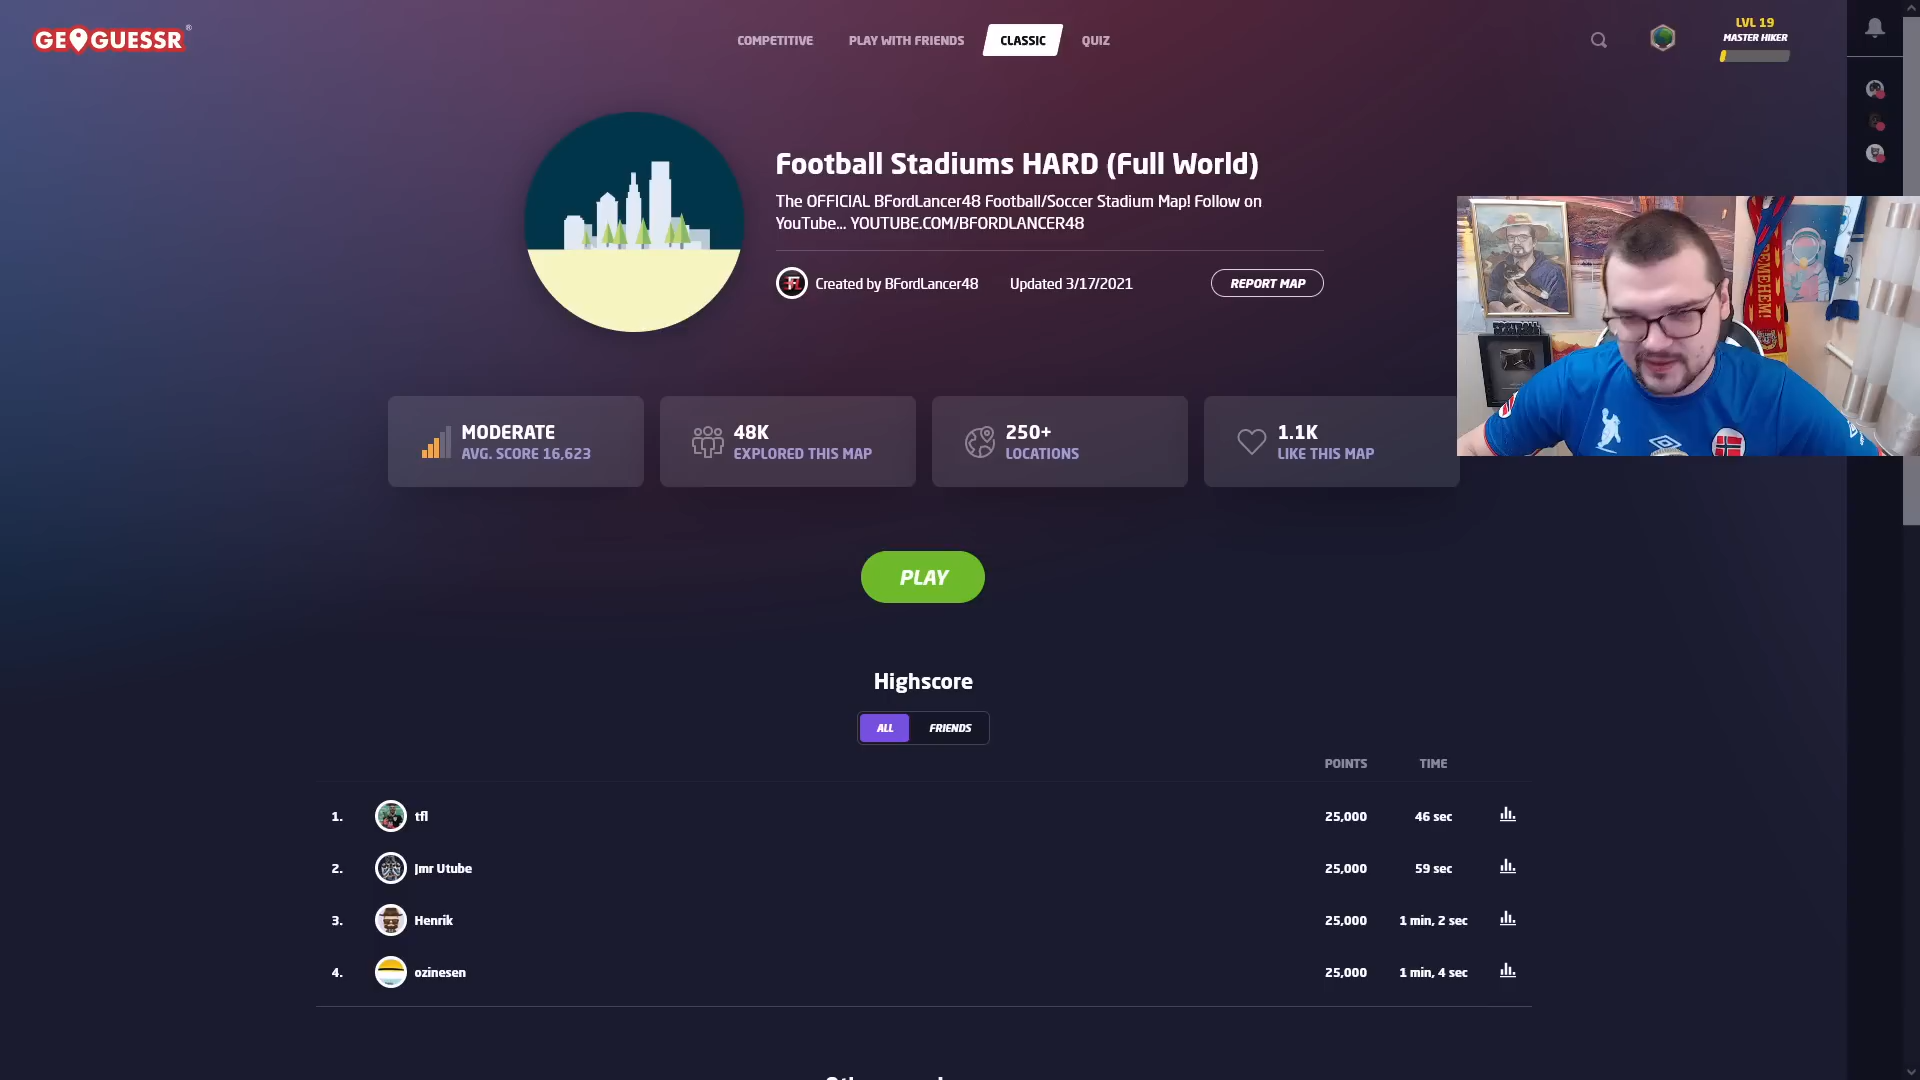 GEOGUESSR®
COMPETITIVE
PLAY WITH FRIENDS
CLASSIC
QUIZ
LVL 19
MASTER HIKER
Football Stadiums HARD (Full World)
The OFFICIAL BFordLancer48 Football/Soccer Stadium Map! Follow on
YouTube... YOUTUBE.COM/BFORDLANCER48
Created by BFordLancer48
Updated 3/17/2021
REPORT MAP
MODERATE
AVG. SCORE 16,623
48K
EXPLORED THIS MAP
250+
LOCATIONS
1.1K
LIKE THIS MAP
PLAY
Highscore
ALL
FRIENDS
POINTS
TIME
1.
tfl
25,000
46 sec
2.
Jmr Utube
25,000
59 sec
3.
Henrik
25,000
1 min, 2 sec
4.
ozinesen
25,000
1 min, 4 sec